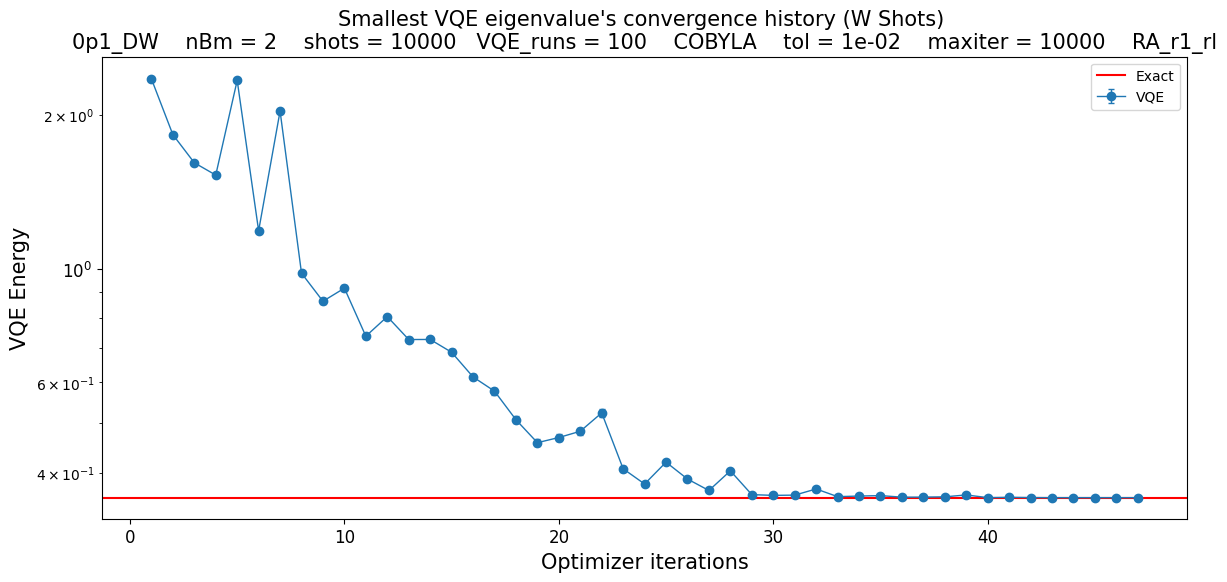 Smallest VQE eigenvalue's convergence history (W Shots)
0p1_DW nBm = 2 shots = 10000 VQE_runs = 100 COBYLA tol = 1e-02 maxiter = 10000 RA_r1_rl
Exact
VQE
VQE Energy
2 × 10⁰
10⁰
6 × 10⁻¹
4 × 10⁻¹
0 10 20 30 40
Optimizer iterations